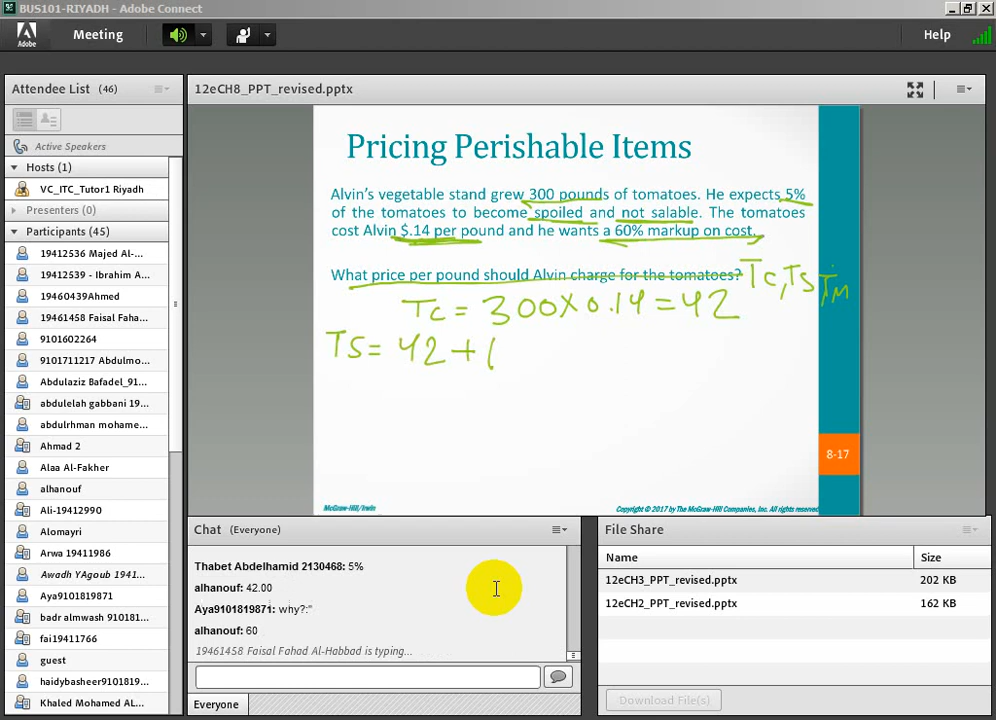 BUS101-RIYADH - Adobe Connect
Adobe
Meeting
Help
Attendee List (46)
Active Speakers
Hosts (1)
VC_ITC_Tutor1 Riyadh
Presenters (0)
Participants (45)
19412536 Majed Al-...
19412539 - Ibrahim A...
19460439Ahmed
19461458 Faisal Faha...
9101602264
9101711217 Abdulmo...
Abdulaziz Bafadel_91...
abdulelah gabbani 19...
abdulrhman mohame...
Ahmad 2
Alaa Al-Fakher
alhanouf
Ali-19412990
Alomayri
Arwa 19411986
Awadh YAgoub 1941...
Aya9101819871
badr almwash 910181...
fai19411766
guest
haidybasheer9101819...
Khaled Mohamed AL...
12eCH8_PPT_revised.pptx
Pricing Perishable Items
Alvin's vegetable stand grew 300 pounds of tomatoes. He expects 5%
of the tomatoes to become spoiled and not salable. The tomatoes
cost Alvin $.14 per pound and he wants a 60% markup on cost.
What price per pound should Alvin charge for the tomatoes? Tc, Ts, Tm
Tc = 300 x 0.14 = 42
TS = 42 + (
8-17
McGraw-Hill/Irwin
Copyright © 2017 by The McGraw-Hill Companies, Inc. All rights reserved
Chat (Everyone)
Thabet Abdelhamid 2130468: 5%
alhanouf: 42.00
Aya9101819871: why?:"
alhanouf: 60
19461458 Faisal Fahad Al-Habbad is typing...
Everyone
File Share
Name Size
12eCH3_PPT_revised.pptx 202 KB
12eCH2_PPT_revised.pptx 162 KB
Download File(s)